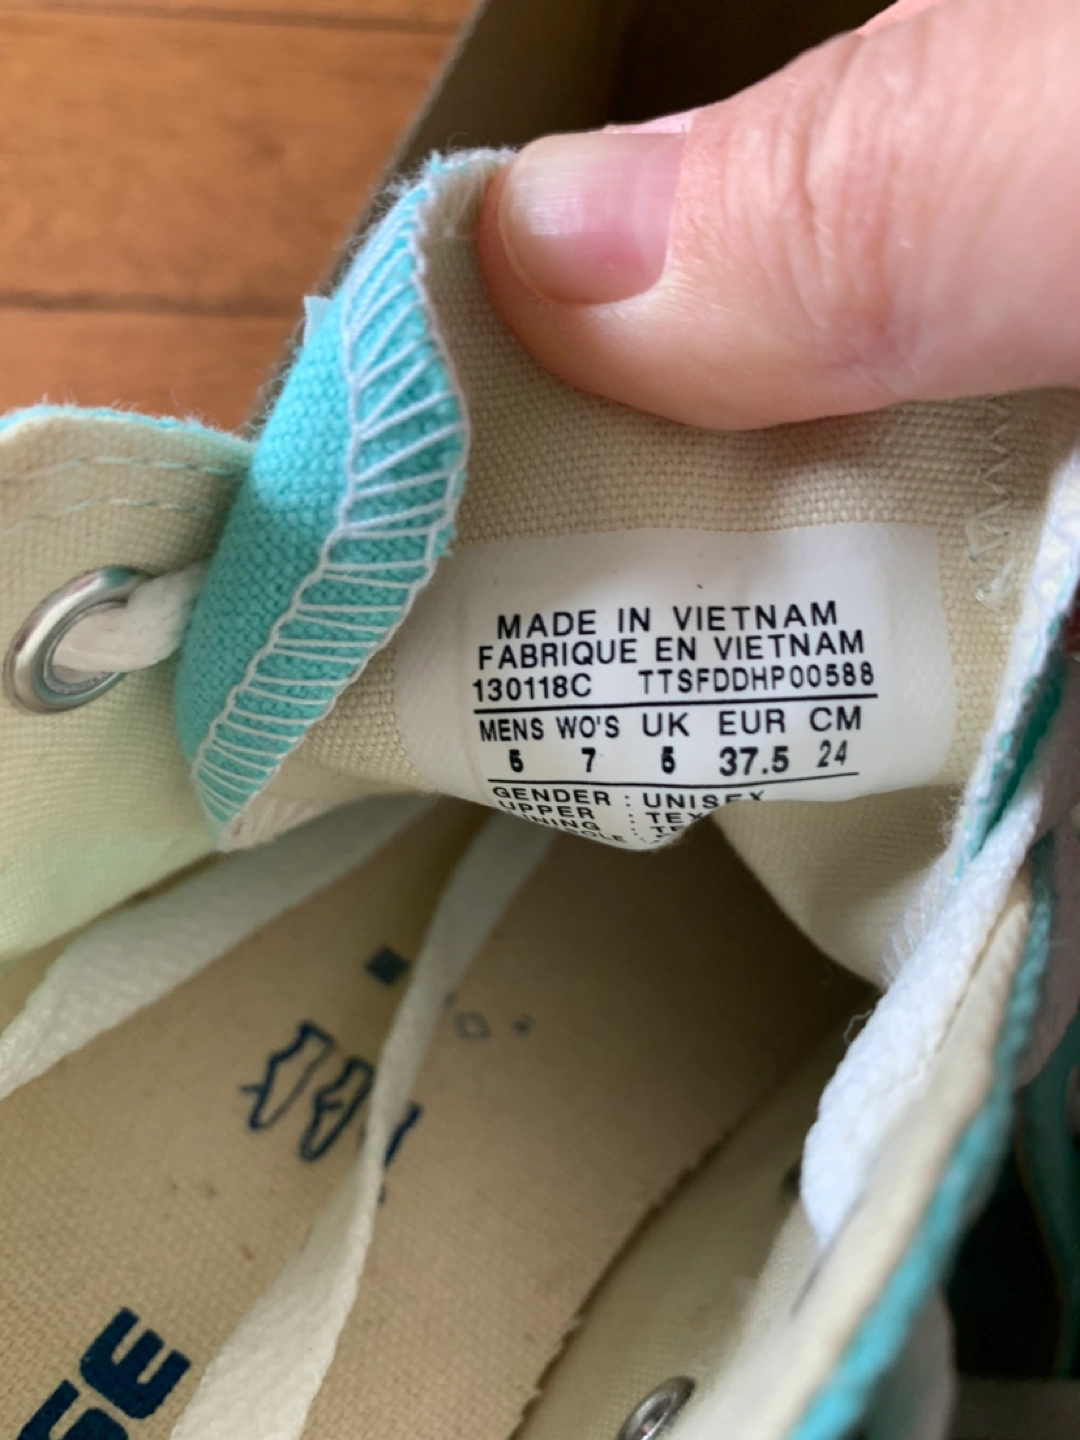 MADE IN VIETNAM
FABRIQUE EN VIETNAM
130118C TTSFDDHP00588
MENS WO'S UK EUR CM
5 7 5 37.5 24
GENDER : UNISEX
UPPER : TEX